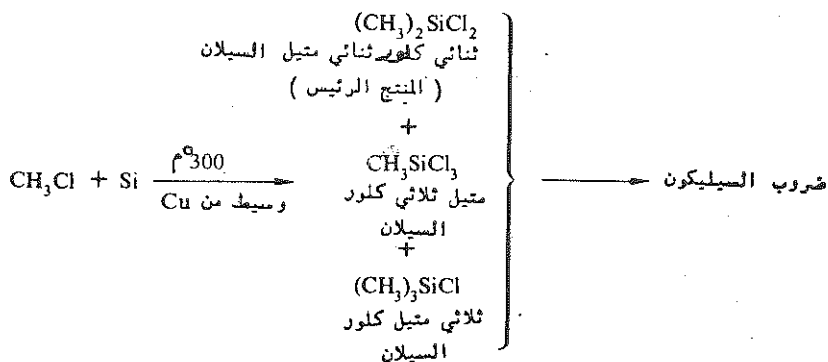 (CH₃)₂SiCl₂
ثنائي كلور ثنائي متيل السيلان
( المنتج الرئيس )
+
CH₃Cl + Si
300°م
وسيط من Cu
CH₃SiCl₃
متيل ثلاثي كلور
السيلان
+
(CH₃)₃SiCl
ثلاثي متيل كلور
السيلان
ضروب السيليكون